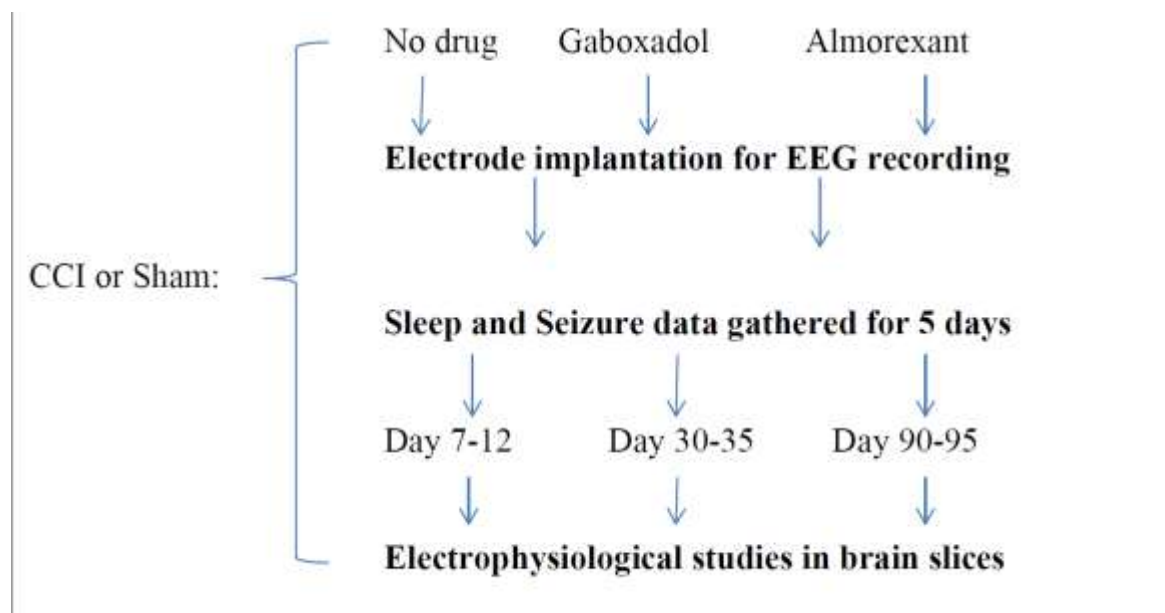 No drug Gaboxadol Almorexant
Electrode implantation for EEG recording
CCI or Sham:
Sleep and Seizure data gathered for 5 days
Day 7-12 Day 30-35 Day 90-95
Electrophysiological studies in brain slices